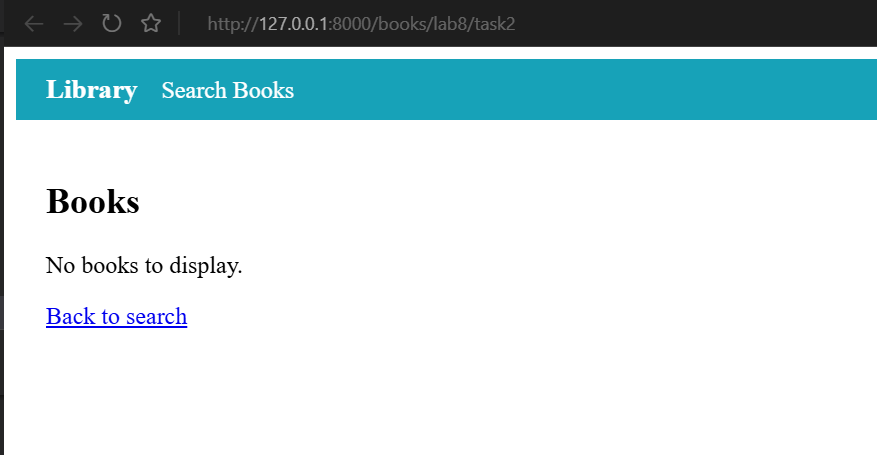 http://127.0.0.1:8000/books/lab8/task2
Library Search Books
Books
No books to display.
Back to search